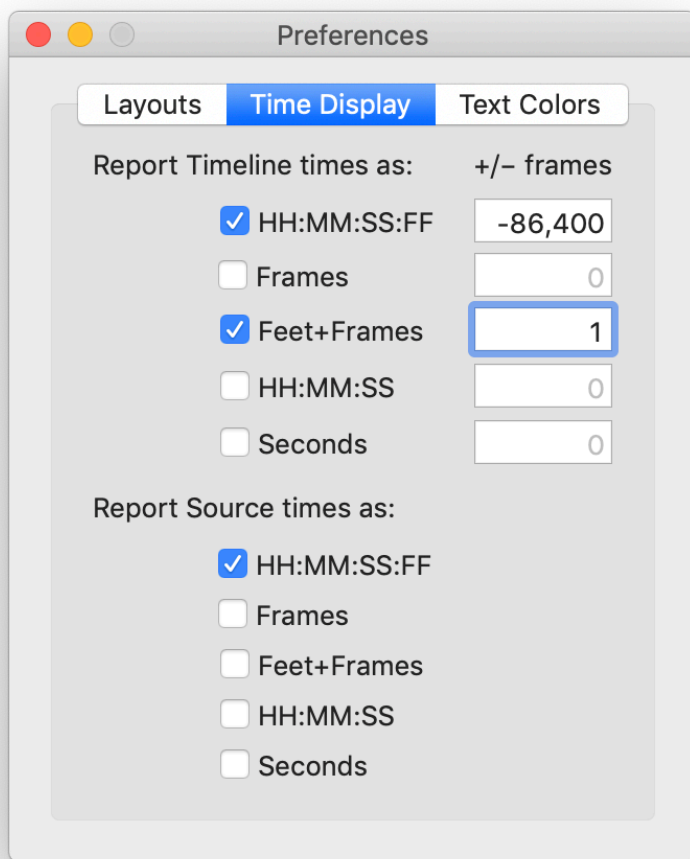 Preferences
Layouts Time Display Text Colors
Report Timeline times as: +/− frames
HH:MM:SS:FF -86,400
Frames 0
Feet+Frames 1
HH:MM:SS 0
Seconds 0
Report Source times as:
HH:MM:SS:FF
Frames
Feet+Frames
HH:MM:SS
Seconds